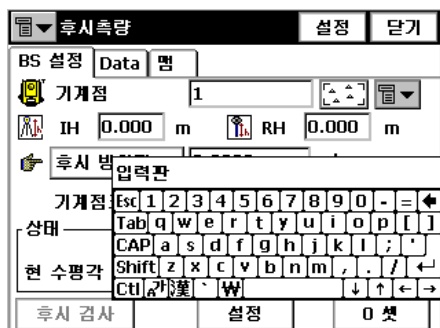 후시측량 설정 닫기
BS 설정 Data 맵
기계점 1
IH 0.000 m RH 0.000 m
후시
입력판
기계점
Esc 1 2 3 4 5 6 7 8 9 0 - = ←
상태
Tab q w e r t y u i o p [ ]
CAP a s d f g h j k l ; '
Shift z x c v b n m , . / ↵
현 수평각
Ctl 가 漢 ` ₩ ↓ ↑ ← →
후시 검사 설정 0 셋